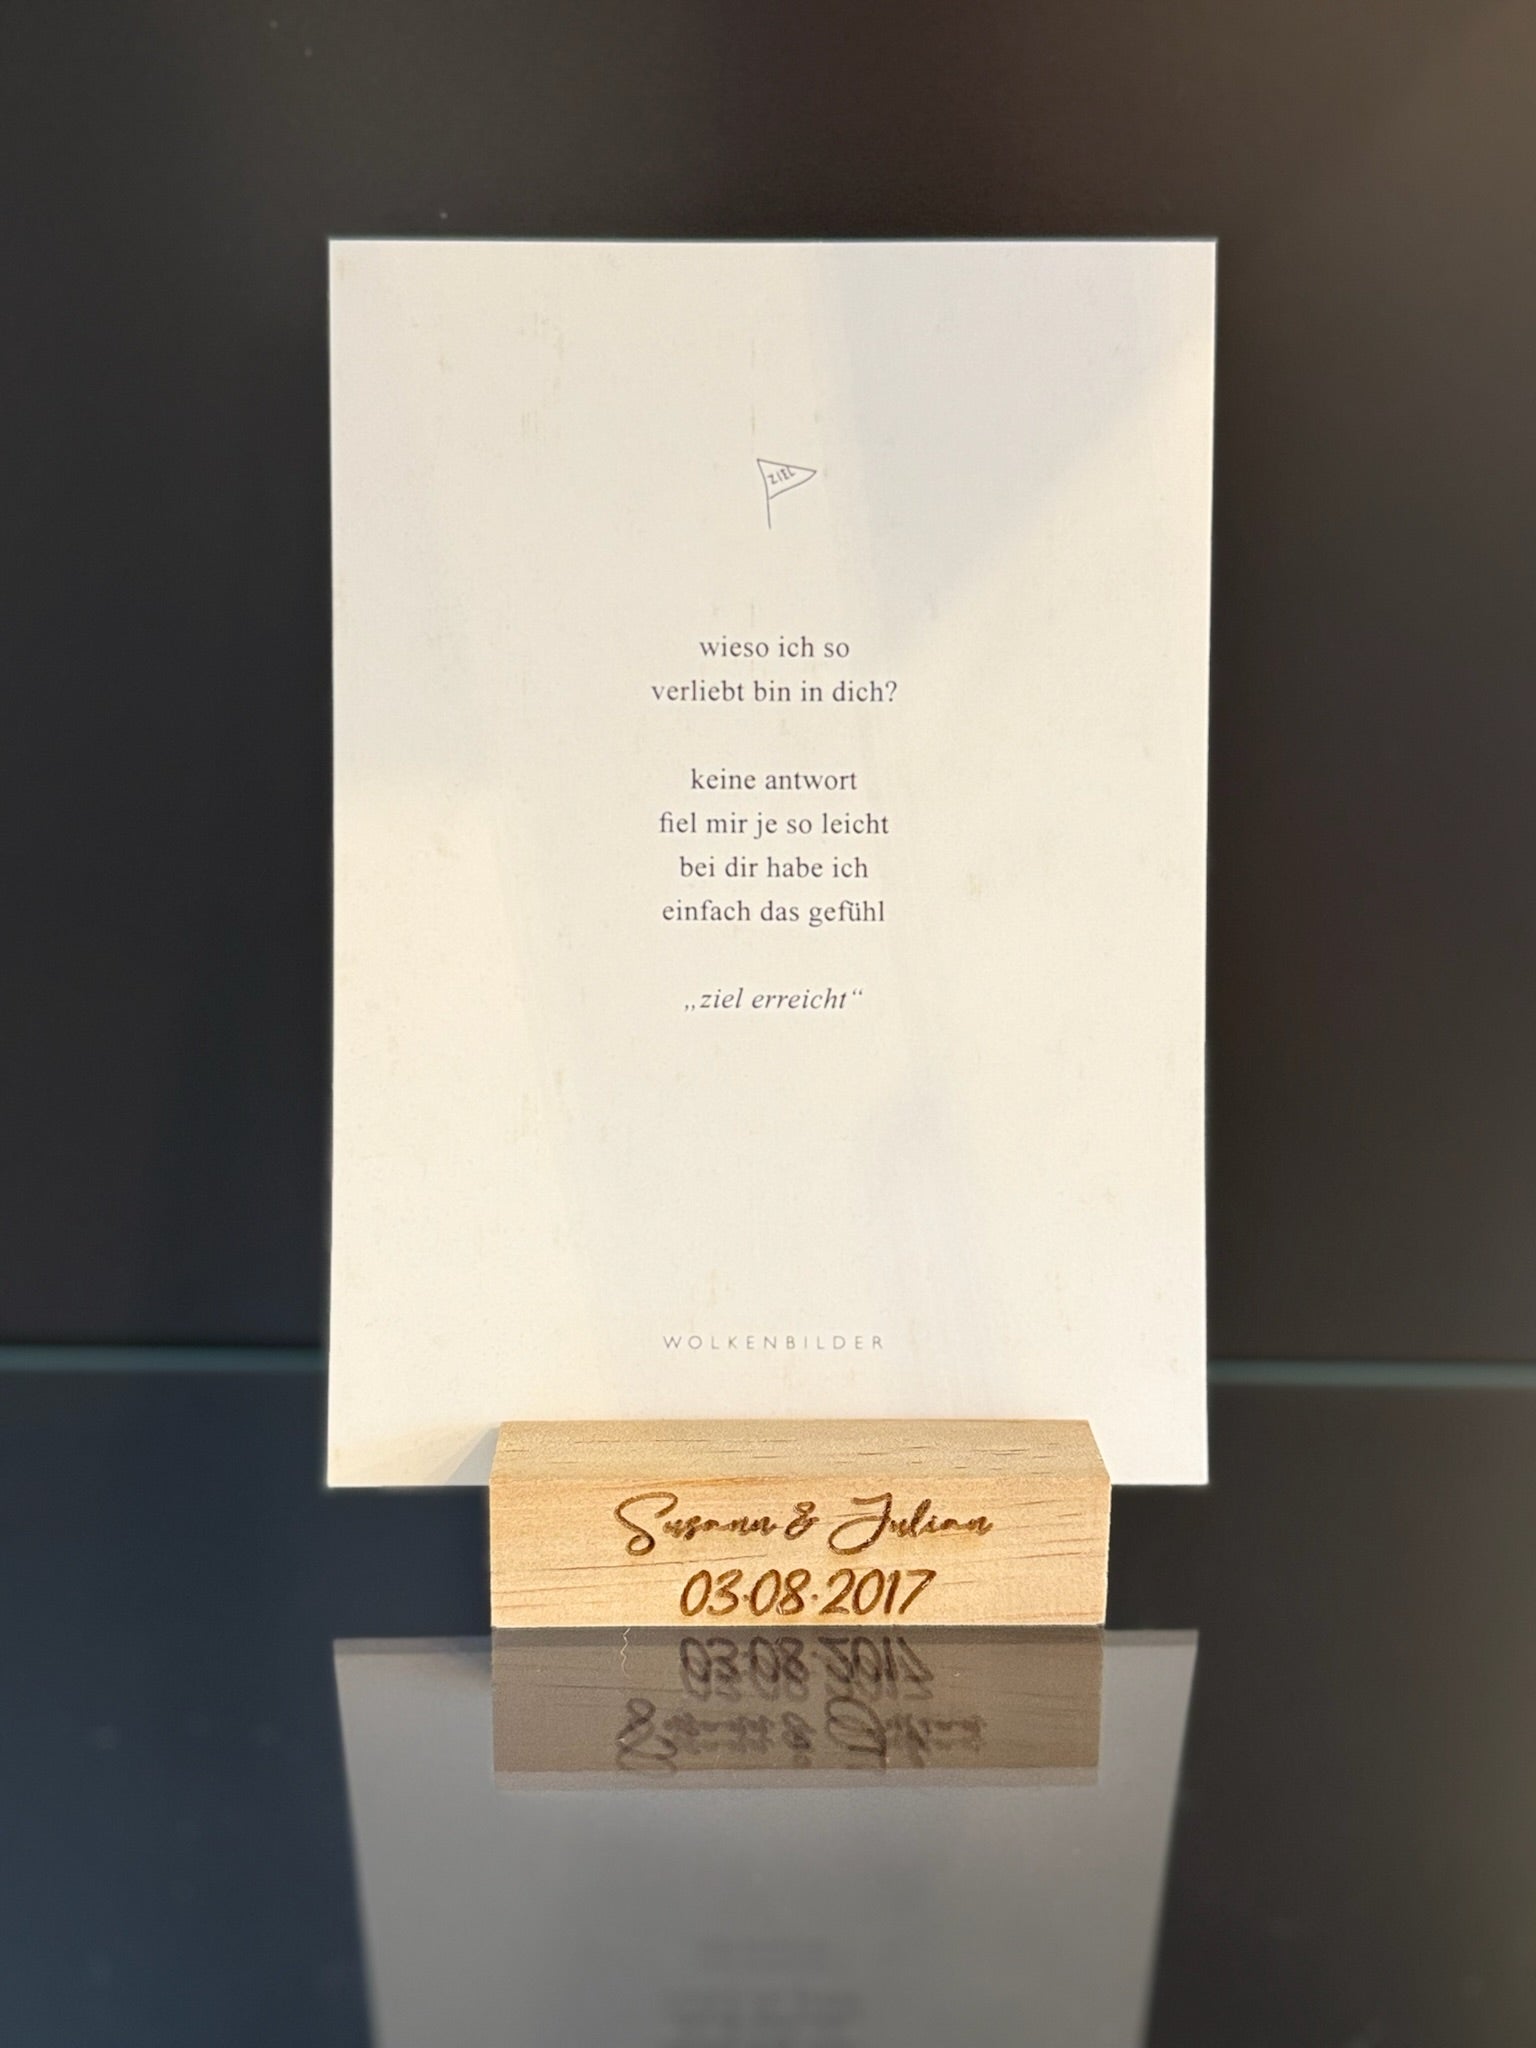 ZIEL
wieso ich so
verliebt bin in dich?
keine antwort
fiel mir je so leicht
bei dir habe ich
einfach das gefühl
„ziel erreicht“
WOLKENBILDER
Susann & Julian
03.08.2017